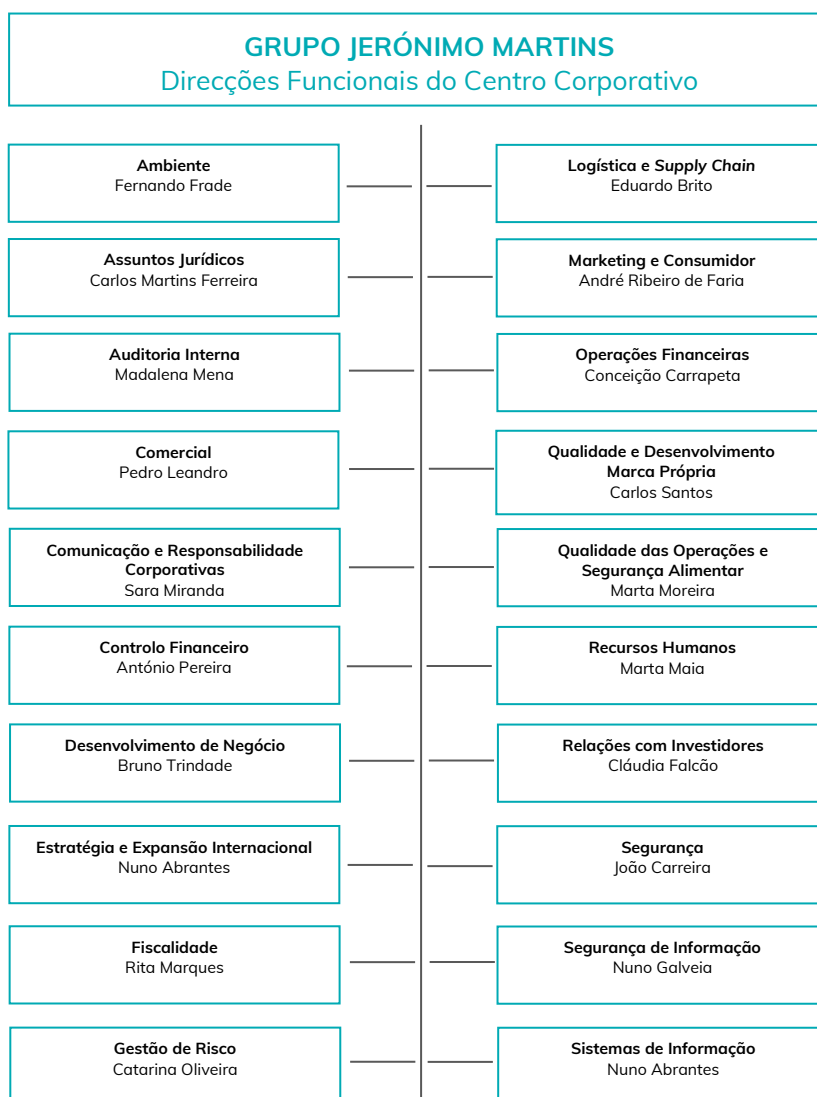 GRUPO JERÓNIMO MARTINS
Direcções Funcionais do Centro Corporativo
Ambiente
Fernando Frade
Assuntos Jurídicos
Carlos Martins Ferreira
Auditoria Interna
Madalena Mena
Comercial
Pedro Leandro
Comunicação e Responsabilidade
Corporativas
Sara Miranda
Controlo Financeiro
António Pereira
Desenvolvimento de Negócio
Bruno Trindade
Estratégia e Expansão Internacional
Nuno Abrantes
Fiscalidade
Rita Marques
Gestão de Risco
Catarina Oliveira
Logística e Supply Chain
Eduardo Brito
Marketing e Consumidor
André Ribeiro de Faria
Operações Financeiras
Conceição Carrapeta
Qualidade e Desenvolvimento
Marca Própria
Carlos Santos
Qualidade das Operações e
Segurança Alimentar
Marta Moreira
Recursos Humanos
Marta Maia
Relações com Investidores
Cláudia Falcão
Segurança
João Carreira
Segurança de Informação
Nuno Galveia
Sistemas de Informação
Nuno Abrantes